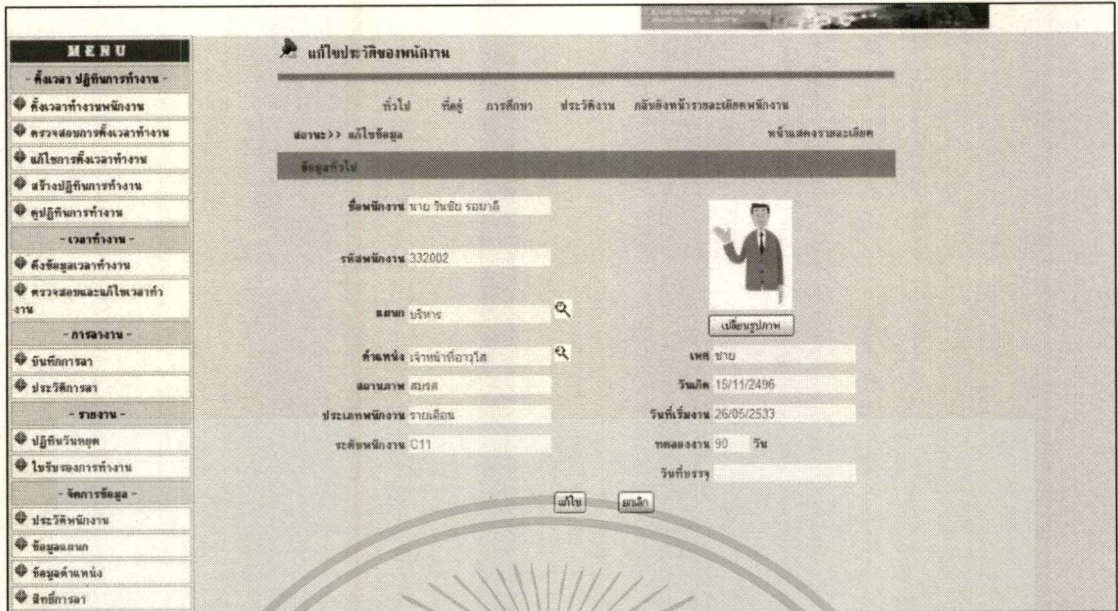 MENU
- ตั้งเวลา ปฏิทินการทำงาน -
ตั้งเวลาทำงานพนักงาน
ตรวจสอบการตั้งเวลาทำงาน
แก้ไขการตั้งเวลาทำงาน
สร้างปฏิทินการทำงาน
ดูปฏิทินการทำงาน
- เวลาทำงาน -
ดึงข้อมูลเวลาทำงาน
ตรวจสอบและแก้ไขเวลาทำ
งาน
- การลางาน -
บันทึกการลา
ประวัติการลา
- รายงาน -
ปฏิทินวันหยุด
ใบรับรองการทำงาน
- จัดการข้อมูล -
ประวัติพนักงาน
ข้อมูลแผนก
ข้อมูลตำแหน่ง
สิทธิ์การลา
แก้ไขประวัติของพนักงาน
ทั่วไป ที่อยู่ การศึกษา ประวัติงาน กลับยังหน้ารายละเอียดพนักงาน
สถานะ>> แก้ไขข้อมูล หน้าแสดงรายละเอียด
ข้อมูลทั่วไป
ชื่อพนักงาน นาย วันชัย รอมาลี
รหัสพนักงาน 332002
แผนก บริหาร
เปลี่ยนรูปภาพ
ตำแหน่ง เจ้าหน้าที่อาวุโส เพศ ชาย
สถานภาพ สมรส วันเกิด 15/11/2496
ประเภทพนักงาน รายเดือน วันที่เริ่มงาน 26/05/2533
ระดับพนักงาน C11 ทดลองงาน 90 วัน
วันที่บรรจุ
แก้ไข ยกเลิก